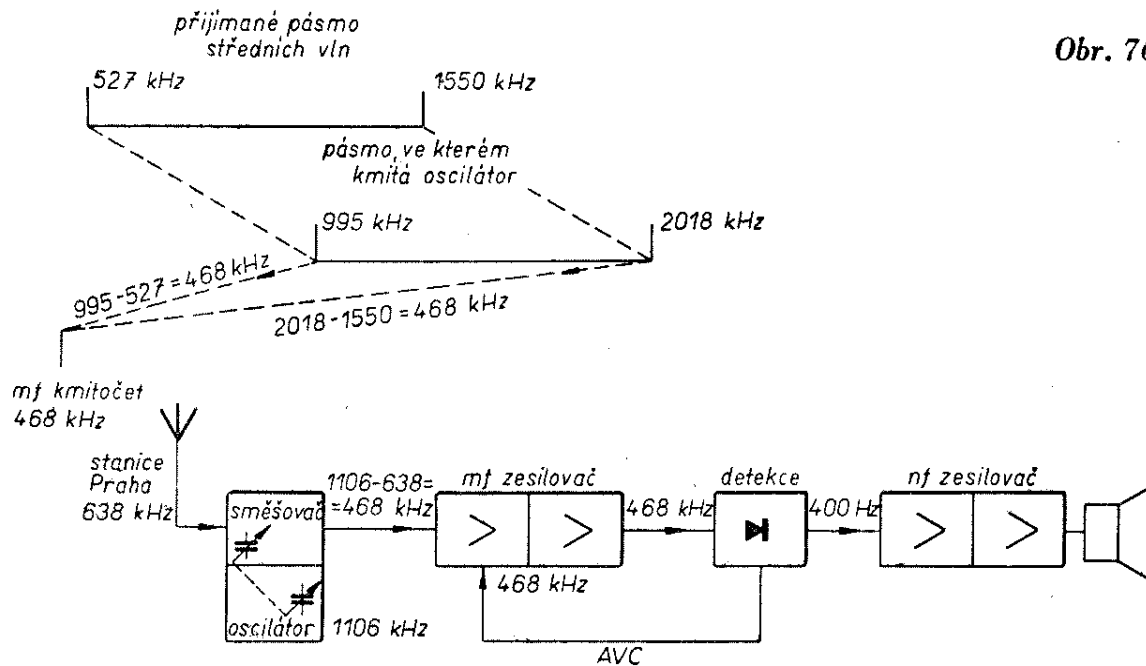 přijímané pásmo
středních vln
Obr. 76
527 kHz
1550 kHz
pásmo, ve kterém
kmitá oscilátor
995 kHz
2018 kHz
995-527=468 kHz
2018-1550=468 kHz
mf kmitočet
468 kHz
stanice
Praha
638 kHz
směšovač
oscilátor
1106 kHz
1106-638=
=468 kHz
mf zesilovač
468 kHz
468 kHz
detekce
400 Hz
nf zesilovač
AVC